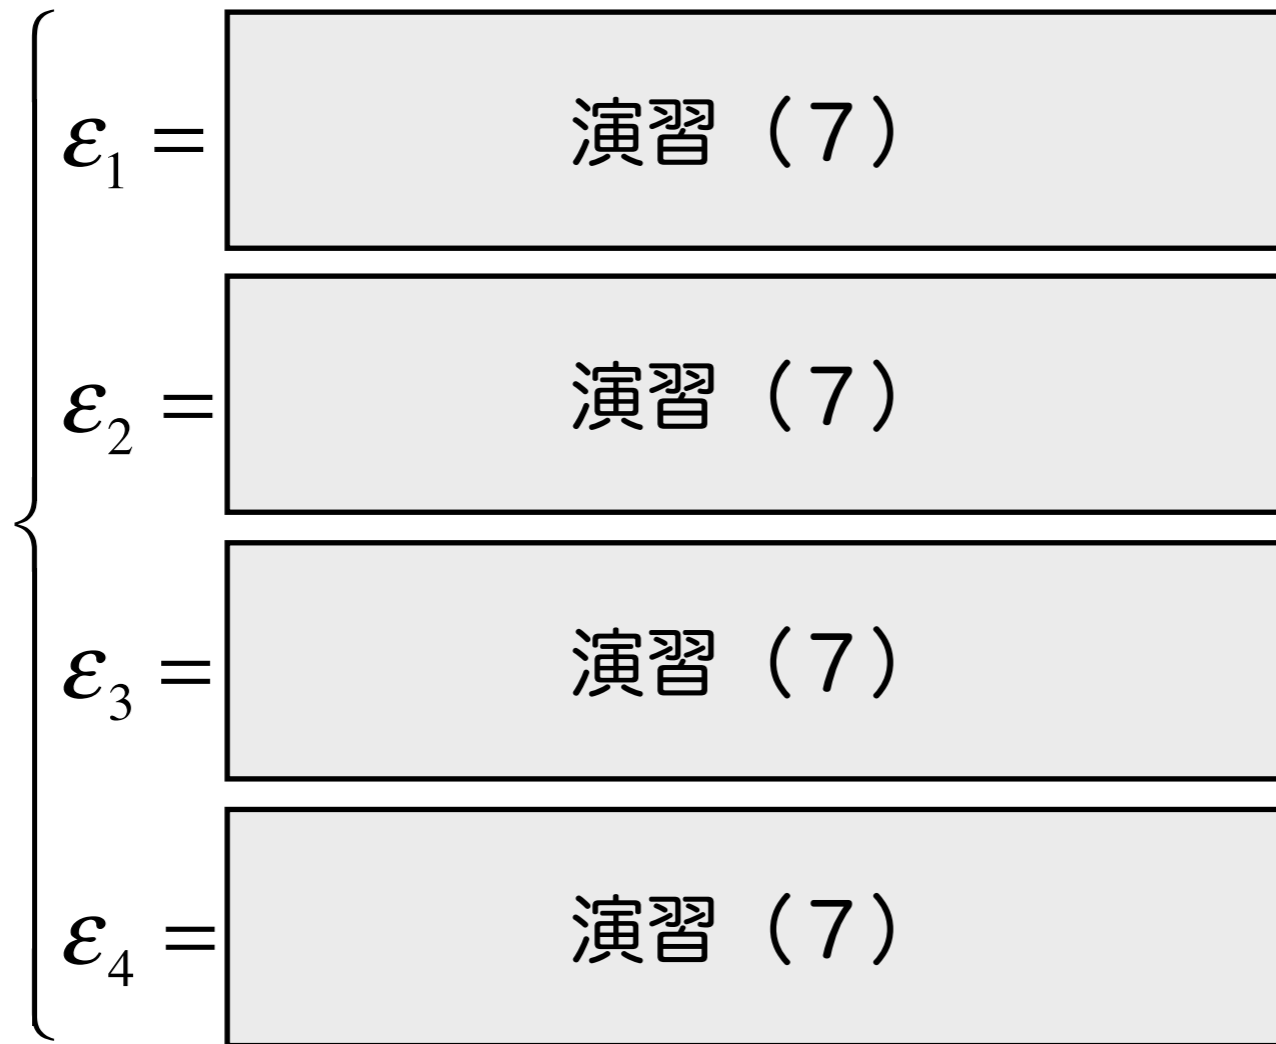 ε₁ = 演習（７）
ε₂ = 演習（７）
ε₃ = 演習（７）
ε₄ = 演習（７）